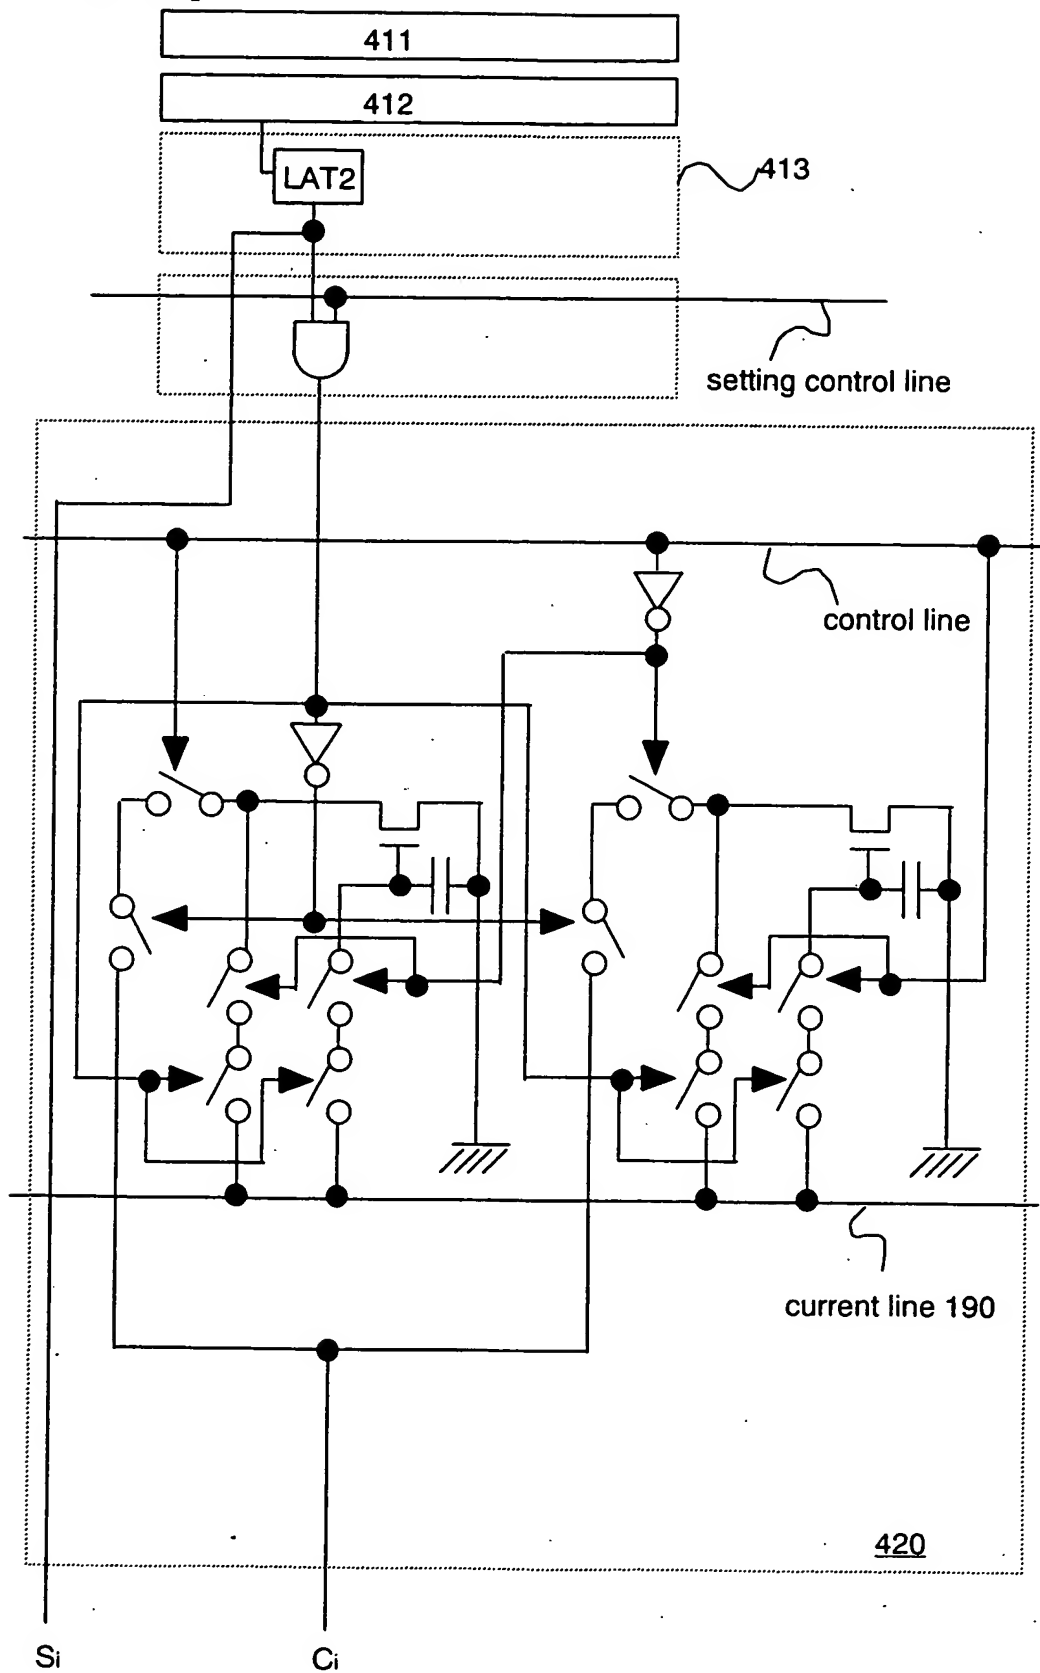 411
412
LAT2
413
setting control line
control line
current line 190
420
Si
Ci